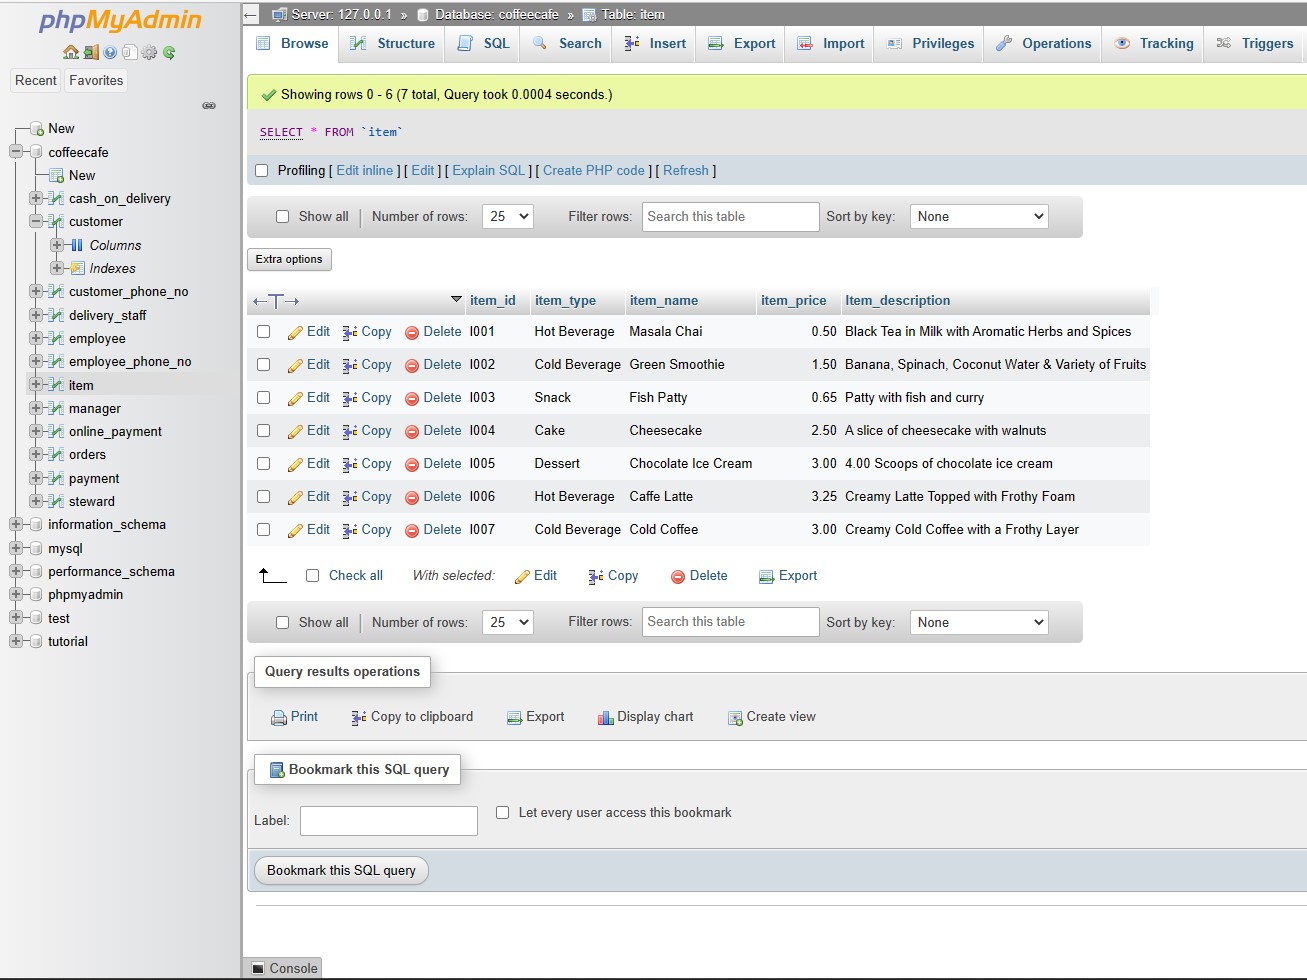 phpMyAdmin
Recent Favorites
New
coffeecafe
New
cash_on_delivery
customer
Columns
Indexes
customer_phone_no
delivery_staff
employee
employee_phone_no
item
manager
online_payment
orders
payment
steward
information_schema
mysql
performance_schema
phpmyadmin
test
tutorial
Server: 127.0.0.1 » Database: coffeecafe » Table: item
Browse Structure SQL Search Insert Export Import Privileges Operations Tracking Triggers
Showing rows 0 - 6 (7 total, Query took 0.0004 seconds.)
SELECT * FROM `item`
Profiling [ Edit inline ] [ Edit ] [ Explain SQL ] [ Create PHP code ] [ Refresh ]
Show all | Number of rows: 25 Filter rows: Search this table Sort by key: None
Extra options
←T→ item_id item_type item_name item_price Item_description
Edit Copy Delete I001 Hot Beverage Masala Chai 0.50 Black Tea in Milk with Aromatic Herbs and Spices
Edit Copy Delete I002 Cold Beverage Green Smoothie 1.50 Banana, Spinach, Coconut Water & Variety of Fruits
Edit Copy Delete I003 Snack Fish Patty 0.65 Patty with fish and curry
Edit Copy Delete I004 Cake Cheesecake 2.50 A slice of cheesecake with walnuts
Edit Copy Delete I005 Dessert Chocolate Ice Cream 3.00 4.00 Scoops of chocolate ice cream
Edit Copy Delete I006 Hot Beverage Caffe Latte 3.25 Creamy Latte Topped with Frothy Foam
Edit Copy Delete I007 Cold Beverage Cold Coffee 3.00 Creamy Cold Coffee with a Frothy Layer
Check all With selected: Edit Copy Delete Export
Show all | Number of rows: 25 Filter rows: Search this table Sort by key: None
Query results operations
Print Copy to clipboard Export Display chart Create view
Bookmark this SQL query
Label: Let every user access this bookmark
Bookmark this SQL query
Console